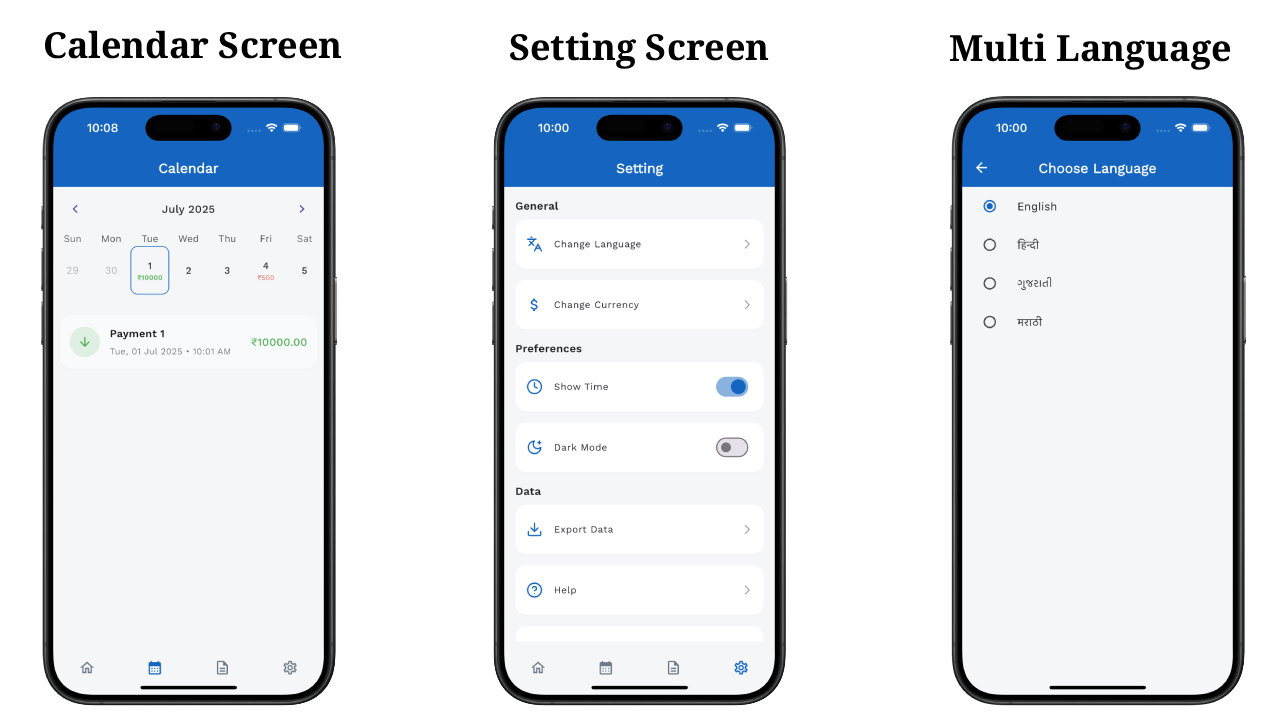 Calendar Screen
10:08
Calendar
July 2025
Sun Mon Tue Wed Thu Fri Sat
29 30 1 2 3 4 5
₹10000 ₹500
Payment 1
Tue, 01 Jul 2025 • 10:01 AM
₹10000.00
Setting Screen
10:00
Setting
General
Change Language
Change Currency
Preferences
Show Time
Dark Mode
Data
Export Data
Help
Multi Language
10:00
Choose Language
English
हिन्दी
ગુજરાતી
मराठी